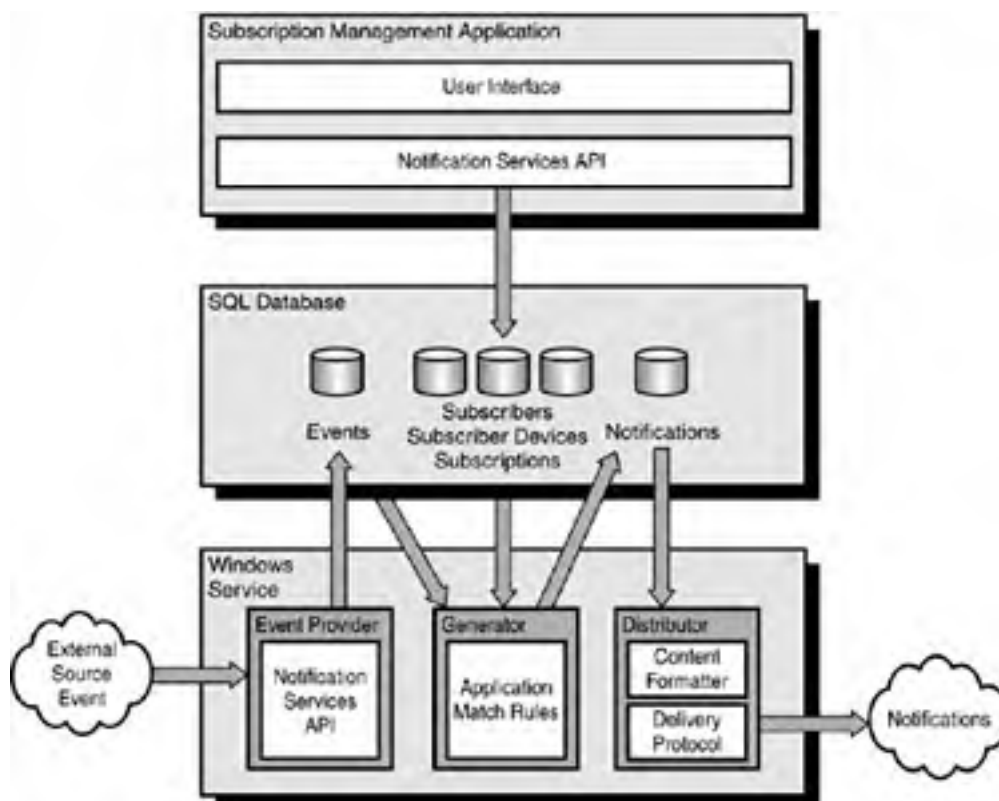 Subscription Management Application
User Interface
Notification Services API
SQL Database
Events
Subscribers
Subscriber Devices
Subscriptions
Notifications
Windows
Service
External
Source
Event
Event Provider
Notification
Services
API
Generator
Application
Match Rules
Distributor
Content
Formatter
Delivery
Protocol
Notifications